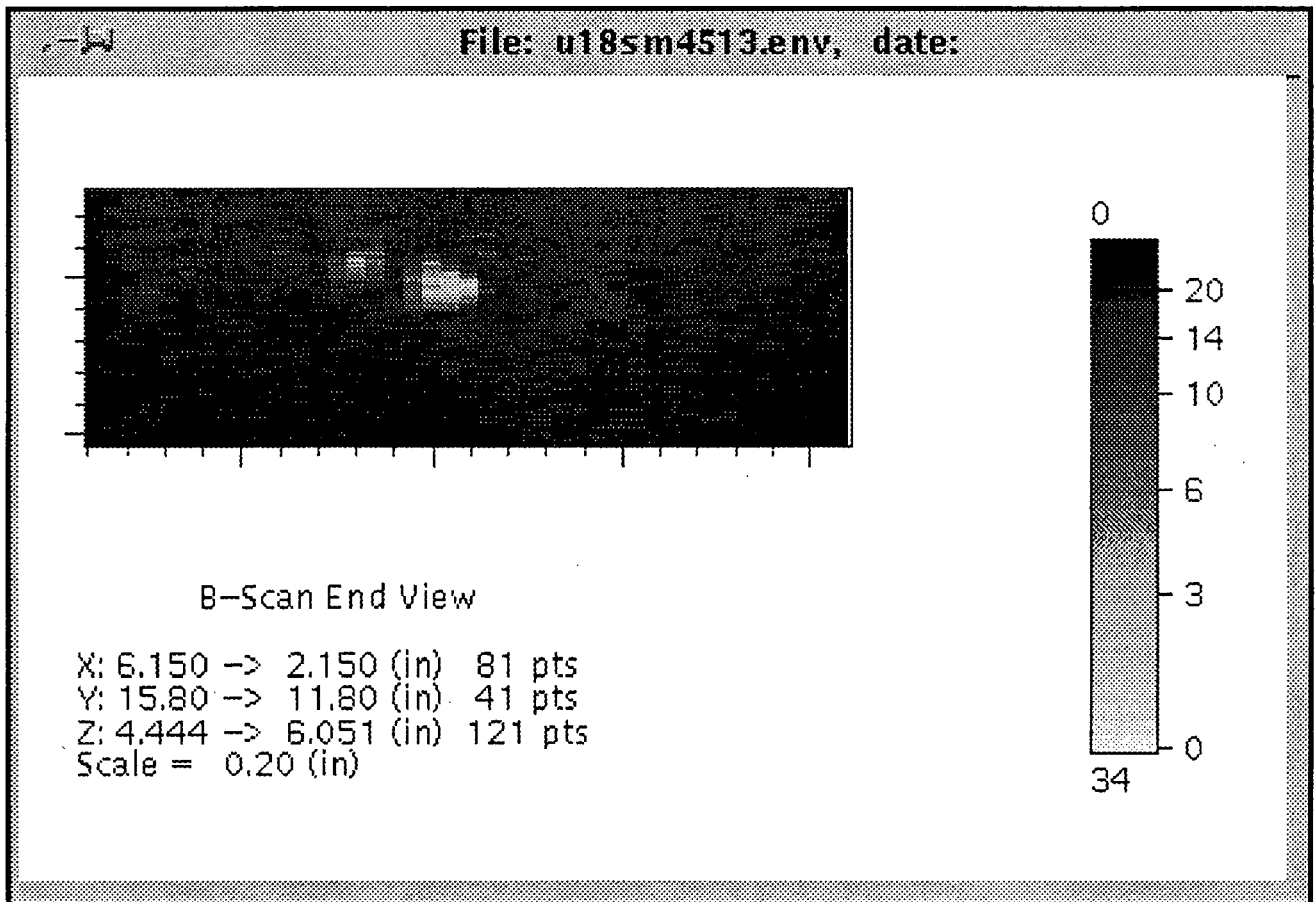 File: u18sm4513.env, date:
0
20
14
10
6
3
0
34
B-Scan End View
X: 6.150 -> 2.150 (in) 81 pts
Y: 15.80 -> 11.80 (in) 41 pts
Z: 4.444 -> 6.051 (in) 121 pts
Scale = 0.20 (in)